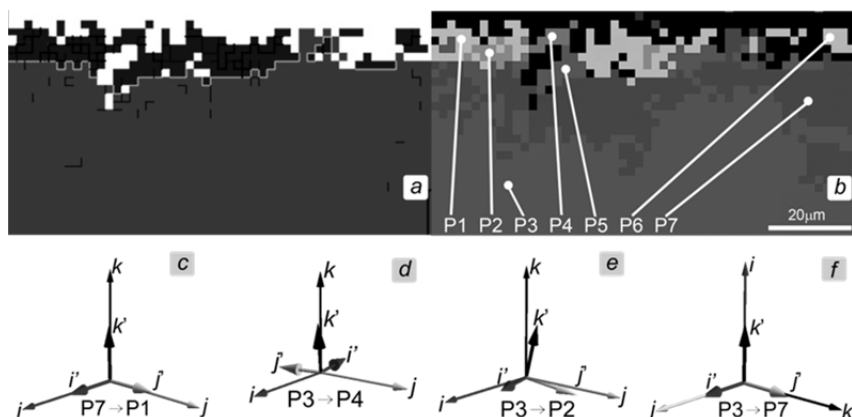 a
b
P1 P2 P3 P4 P5 P6 P7
20μm
c
d
e
f
k
k
k
i
k'
k'
k'
k'
i'
j'
j'
i'
i'
j'
i'
j'
i
j
i
j
i
j
j
k
P7→P1
P3→P4
P3→P2
P3→P7